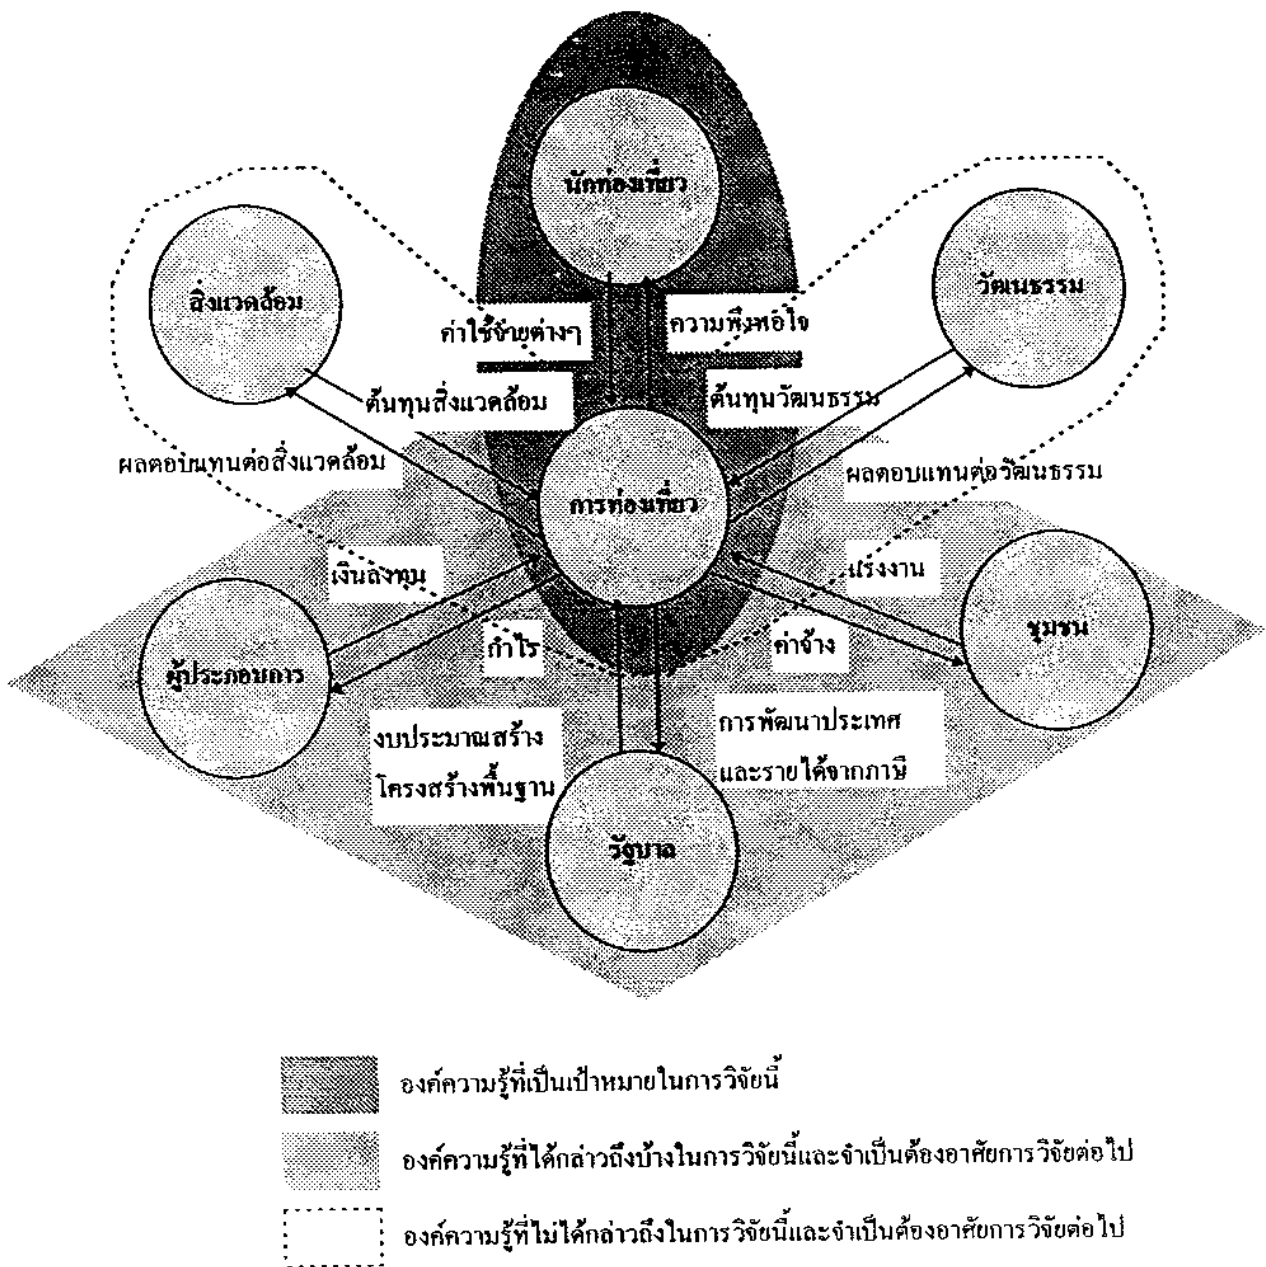 นักท่องเที่ยว
สิ่งแวดล้อม
วัฒนธรรม
ค่าใช้จ่ายต่างๆ
ความพึงพอใจ
ต้นทุนสิ่งแวดล้อม
ต้นทุนวัฒนธรรม
ผลตอบแทนต่อสิ่งแวดล้อม
ผลตอบแทนต่อวัฒนธรรม
การท่องเที่ยว
เงินลงทุน
แรงงาน
ชุมชน
กำไร
ค่าจ้าง
ผู้ประกอบการ
งบประมาณสร้าง
โครงสร้างพื้นฐาน
การพัฒนาประเทศ
และรายได้จากภาษี
รัฐบาล
องค์ความรู้ที่เป็นเป้าหมายในการวิจัยนี้
องค์ความรู้ที่ได้กล่าวถึงบ้างในการวิจัยนี้และจำเป็นต้องอาศัยการวิจัยต่อไป
องค์ความรู้ที่ไม่ได้กล่าวถึงในการวิจัยนี้และจำเป็นต้องอาศัยการวิจัยต่อไป